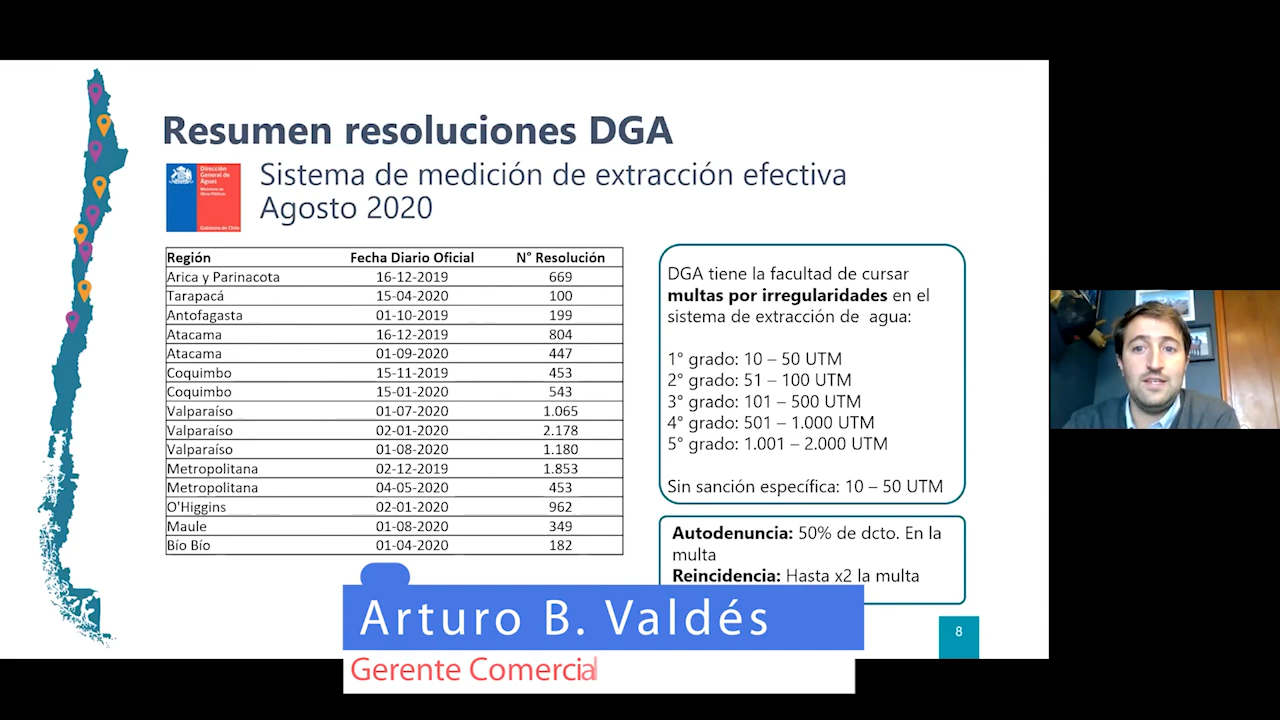 Resumen resoluciones DGA
Dirección
General de
Aguas
Ministerio de
Obras Públicas
Gobierno de Chile
Sistema de medición de extracción efectiva
Agosto 2020
Región Fecha Diario Oficial N° Resolución
Arica y Parinacota 16-12-2019 669
Tarapacá 15-04-2020 100
Antofagasta 01-10-2019 199
Atacama 16-12-2019 804
Atacama 01-09-2020 447
Coquimbo 15-11-2019 453
Coquimbo 15-01-2020 543
Valparaíso 01-07-2020 1.065
Valparaíso 02-01-2020 2.178
Valparaíso 01-08-2020 1.180
Metropolitana 02-12-2019 1.853
Metropolitana 04-05-2020 453
O'Higgins 02-01-2020 962
Maule 01-08-2020 349
Bío Bío 01-04-2020 182
DGA tiene la facultad de cursar
multas por irregularidades en el
sistema de extracción de agua:
1° grado: 10 – 50 UTM
2° grado: 51 – 100 UTM
3° grado: 101 – 500 UTM
4° grado: 501 – 1.000 UTM
5° grado: 1.001 – 2.000 UTM
Sin sanción específica: 10 – 50 UTM
Autodenuncia: 50% de dcto. En la
multa
Reincidencia: Hasta x2 la multa
Arturo B. Valdés
Gerente Comercial
8